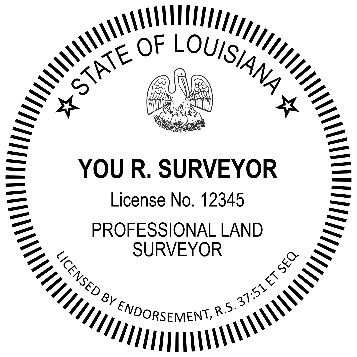 STATE OF LOUISIANA
YOU R. SURVEYOR
License No. 12345
PROFESSIONAL LAND
SURVEYOR
LICENSED BY ENDORSEMENT, R.S. 37:51 ET SEQ